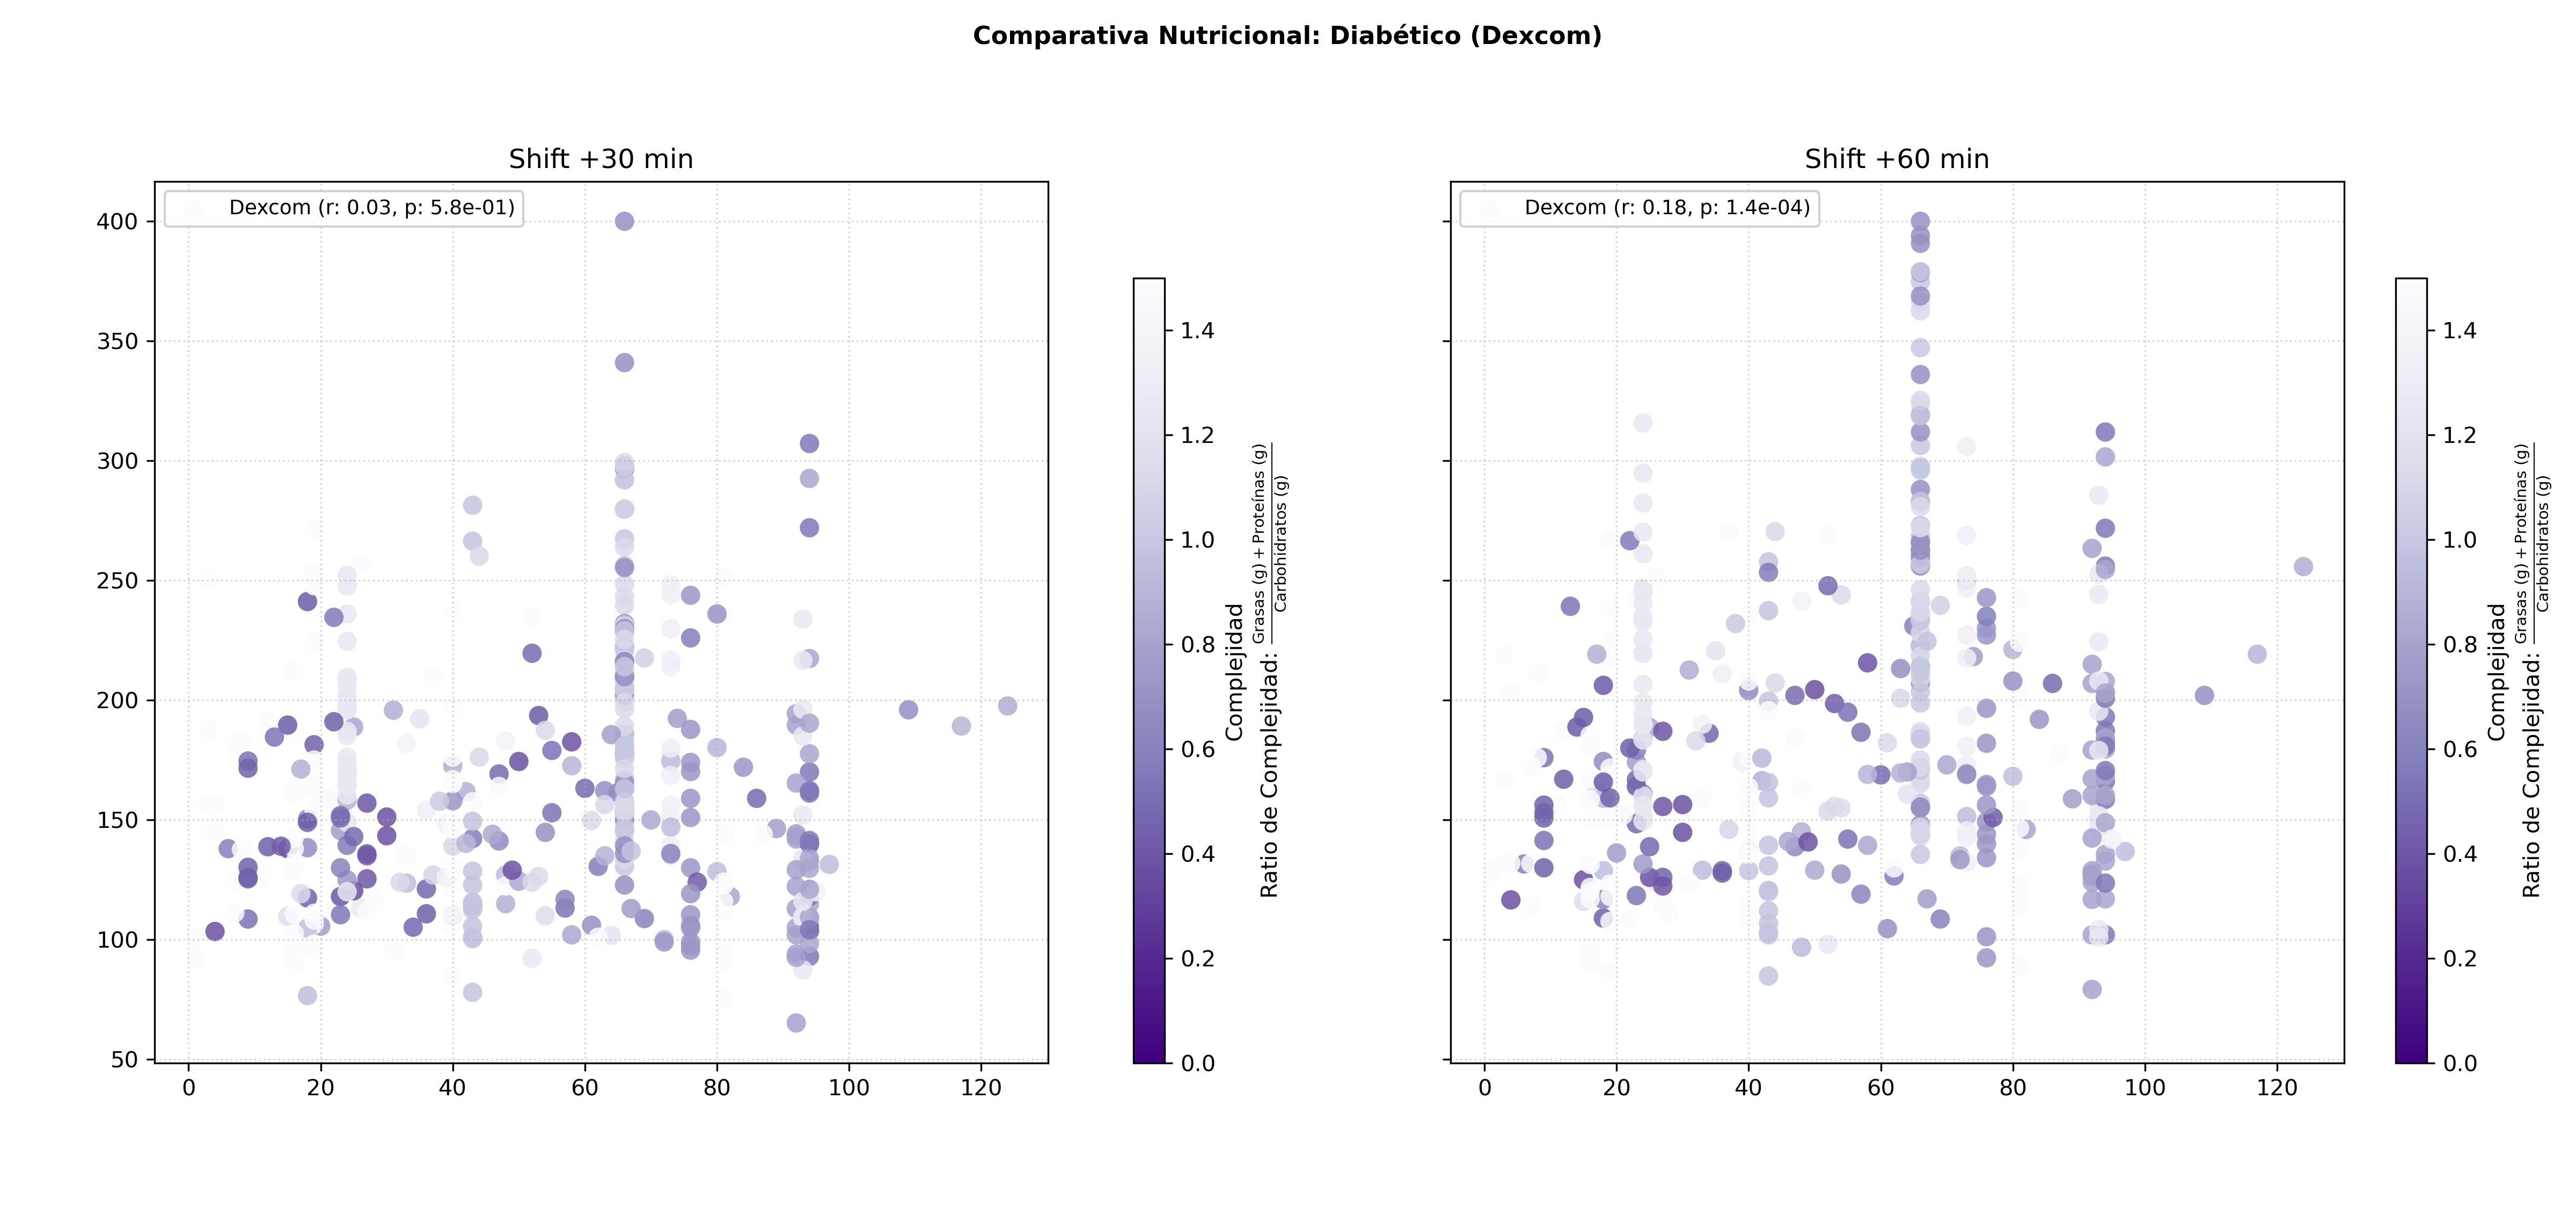 Comparativa Nutricional: Diabético (Dexcom)
Shift +30 min
Dexcom (r: 0.03, p: 5.8e-01)
400
350
300
250
200
150
100
50
0 20 40 60 80 100 120
1.4
1.2
1.0
0.8
0.6
0.4
0.2
0.0
Complejidad
Ratio de Complejidad: Grasas (g) + Proteínas (g)
Carbohidratos (g)
Shift +60 min
Dexcom (r: 0.18, p: 1.4e-04)
0 20 40 60 80 100 120
1.4
1.2
1.0
0.8
0.6
0.4
0.2
0.0
Complejidad
Ratio de Complejidad: Grasas (g) + Proteínas (g)
Carbohidratos (g)